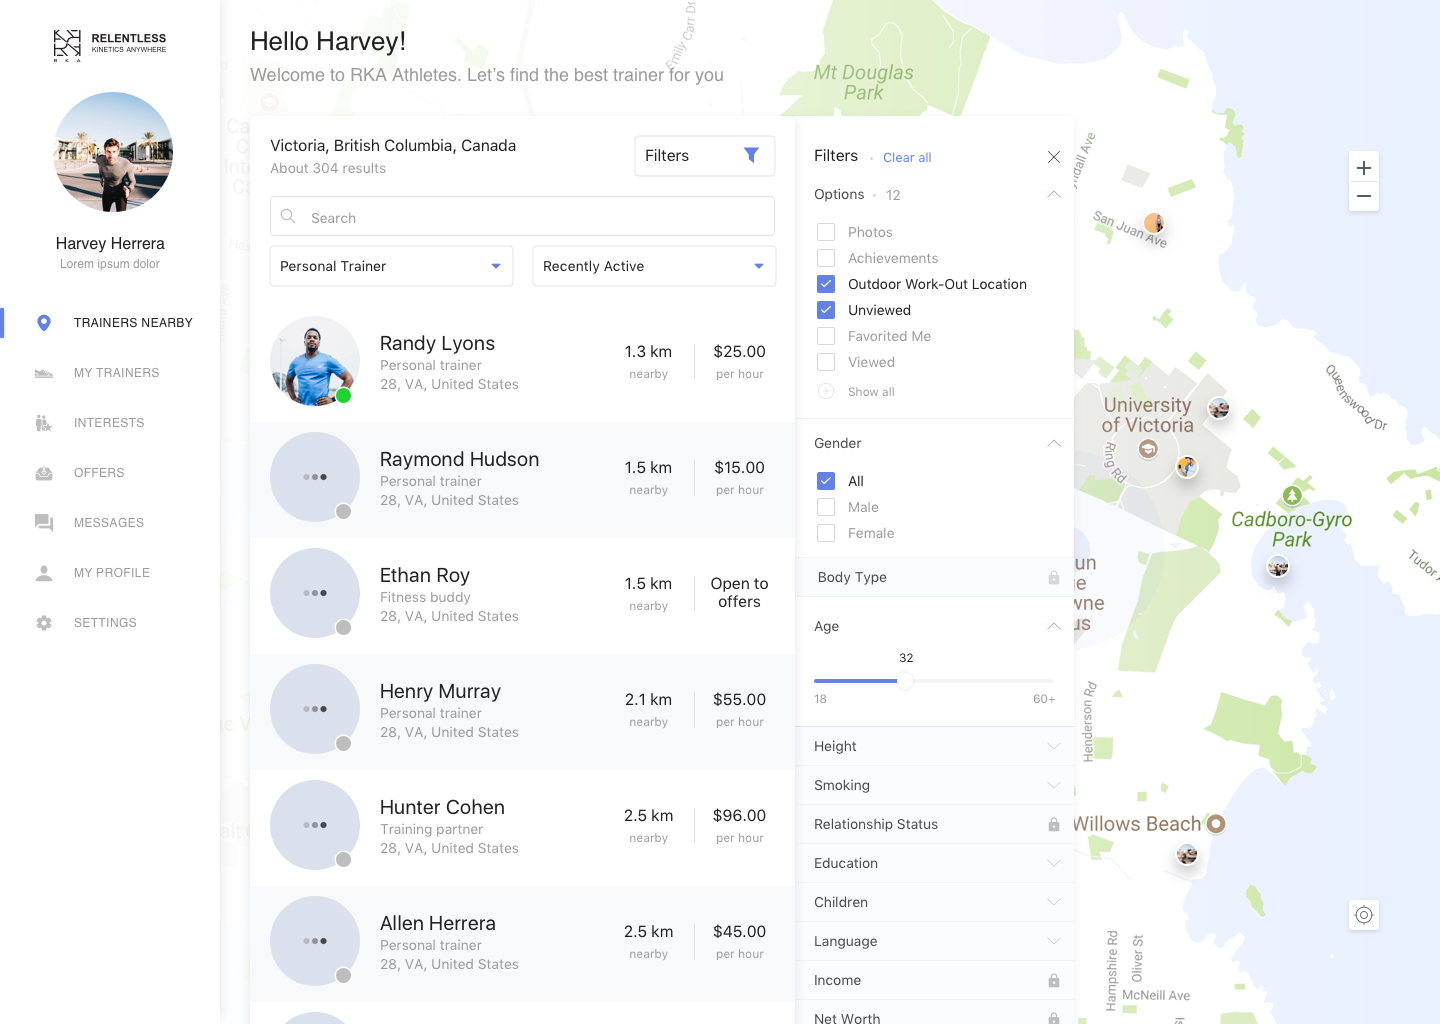 RELENTLESS
KINETICS ANYWHERE
R K A
Harvey Herrera
Lorem ipsum dolor
TRAINERS NEARBY
MY TRAINERS
INTERESTS
OFFERS
MESSAGES
MY PROFILE
SETTINGS
Hello Harvey!
Welcome to RKA Athletes. Let's find the best trainer for you
Victoria, British Columbia, Canada
About 304 results
Filters
Search
Personal Trainer
Recently Active
Randy Lyons
Personal trainer
28, VA, United States
1.3 km
nearby
$25.00
per hour
Raymond Hudson
Personal trainer
28, VA, United States
1.5 km
nearby
$15.00
per hour
Ethan Roy
Fitness buddy
28, VA, United States
1.5 km
nearby
Open to
offers
Henry Murray
Personal trainer
28, VA, United States
2.1 km
nearby
$55.00
per hour
Hunter Cohen
Training partner
28, VA, United States
2.5 km
nearby
$96.00
per hour
Allen Herrera
Personal trainer
28, VA, United States
2.5 km
nearby
$45.00
per hour
Filters
Clear all
Options • 12
Photos
Achievements
Outdoor Work-Out Location
Unviewed
Favorited Me
Viewed
Show all
Gender
All
Male
Female
Body Type
Age
32
18
60+
Height
Smoking
Relationship Status
Education
Children
Language
Income
Net Worth
Emily Carr Dr
Mt Douglas
Park
San Juan Ave
University
of Victoria
Ring Rd
Queenswood Dr
Cadboro-Gyro
Park
Tudor
Henderson Rd
Willows Beach
Hampshire Rd
Oliver St
McNeill Ave